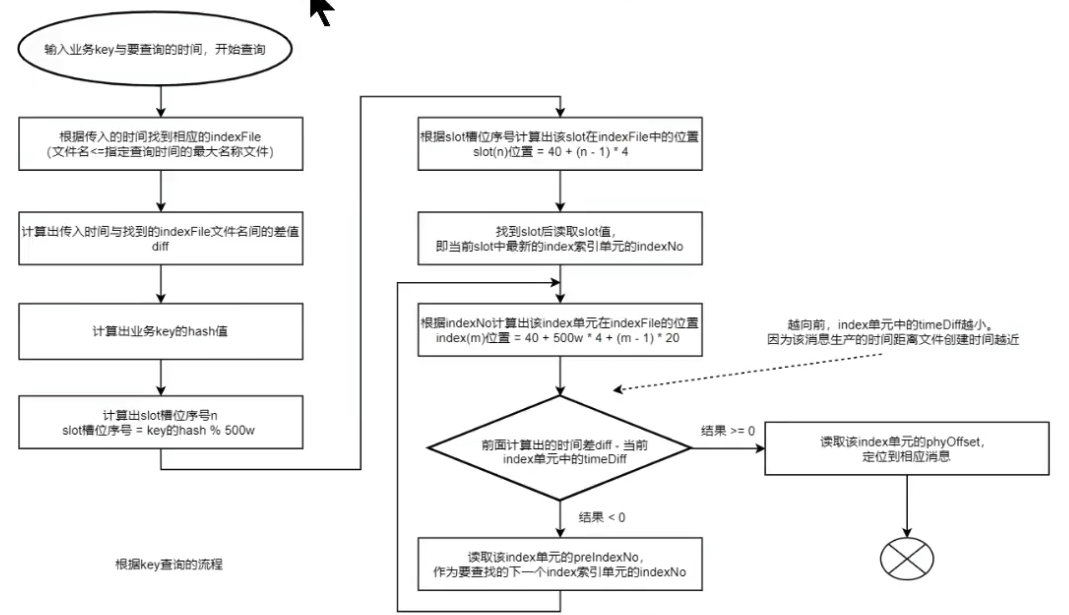 输入业务key与要查询的时间，开始查询
根据传入的时间找到相应的indexFile
(文件名<=指定查询时间的最大名称文件)
计算出传入时间与找到的indexFile文件名间的差值
diff
计算出业务key的hash值
计算出slot槽位序号n
slot槽位序号 = key的hash % 500w
根据slot槽位序号计算出该slot在indexFile中的位置
slot(n)位置 = 40 + (n - 1) * 4
找到slot后读取slot值，
即当前slot中最新的index索引单元的indexNo
根据indexNo计算出该index单元在indexFile的位置
index(m)位置 = 40 + 500w * 4 + (m - 1) * 20
越向前，index单元中的timeDiff越小。
因为该消息生产的时间距离文件创建时间越近
前面计算出的时间差diff - 当前
index单元中的timeDiff
结果 >= 0
读取该index单元的phyOffset，
定位到相应消息
结果 < 0
读取该index单元的preIndexNo，
作为要查找的下一个index索引单元的indexNo
根据key查询的流程